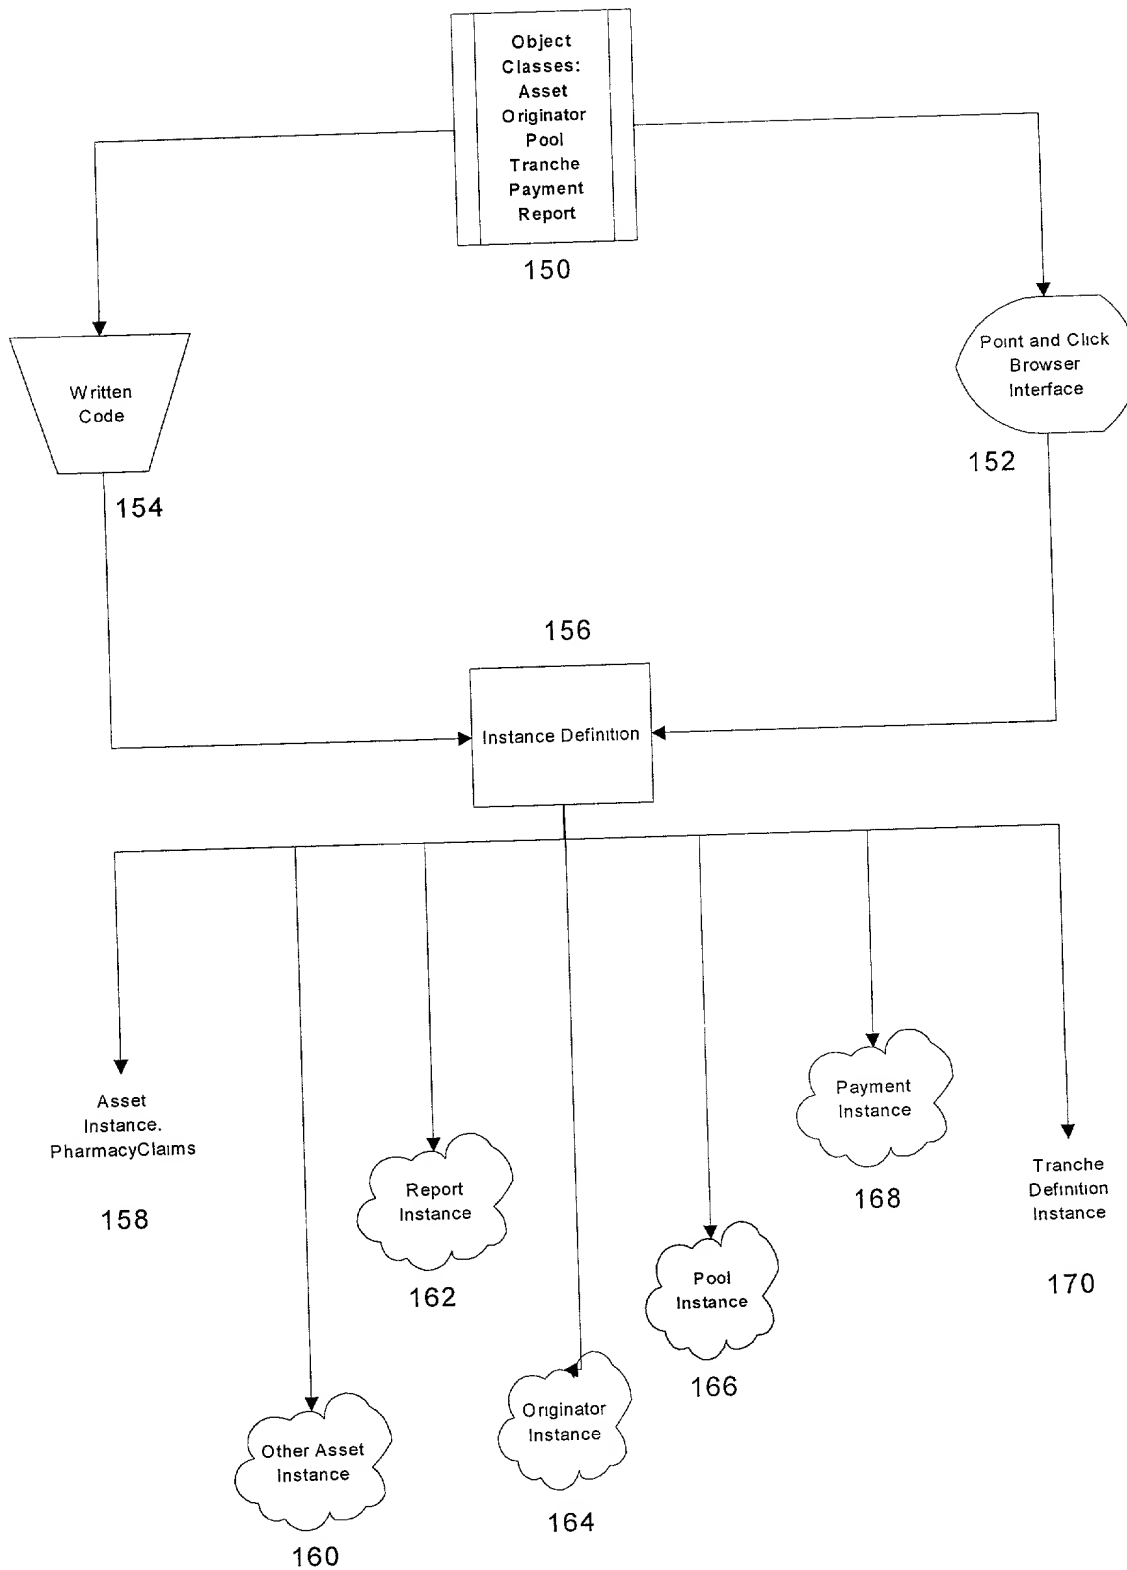 Object
Classes:
Asset
Originator
Pool
Tranche
Payment
Report
150
Written
Code
154
Point and Click
Browser
Interface
152
156
Instance Definition
Asset
Instance.
PharmacyClaims
158
Other Asset
Instance
160
Report
Instance
162
Originator
Instance
164
Pool
Instance
166
Payment
Instance
168
Tranche
Definition
Instance
170